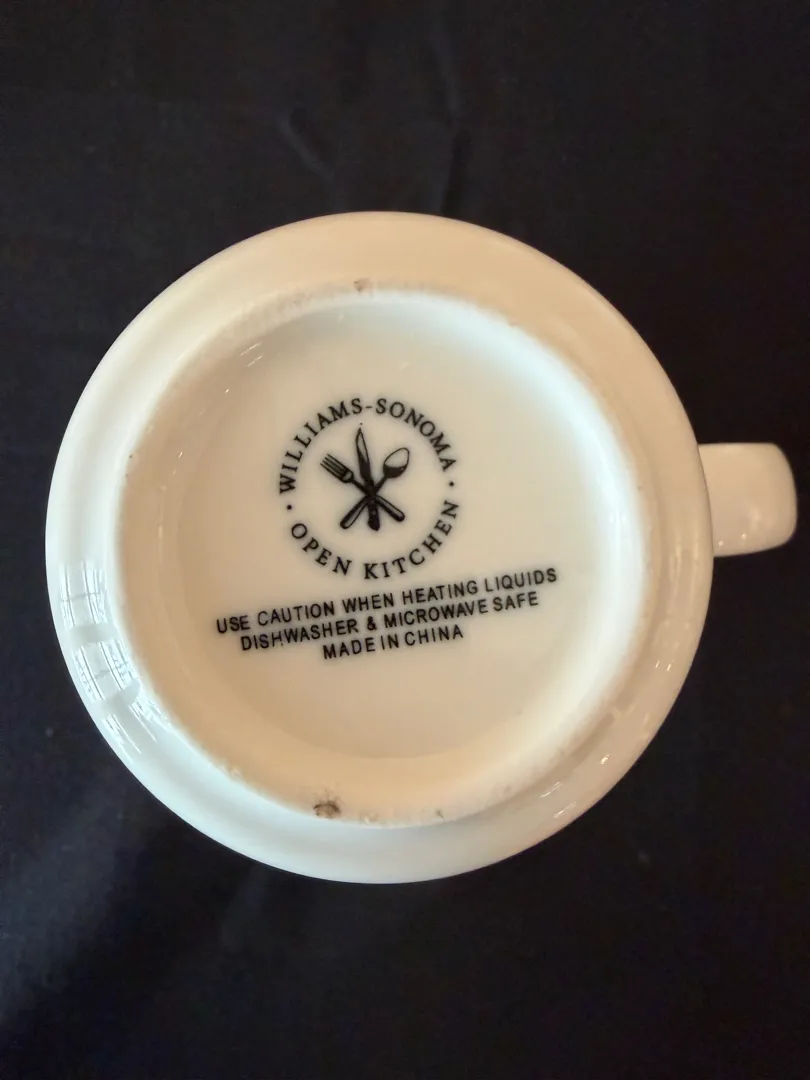 WILLIAMS-SONOMA
· OPEN KITCHEN ·
USE CAUTION WHEN HEATING LIQUIDS
DISHWASHER & MICROWAVE SAFE
MADE IN CHINA